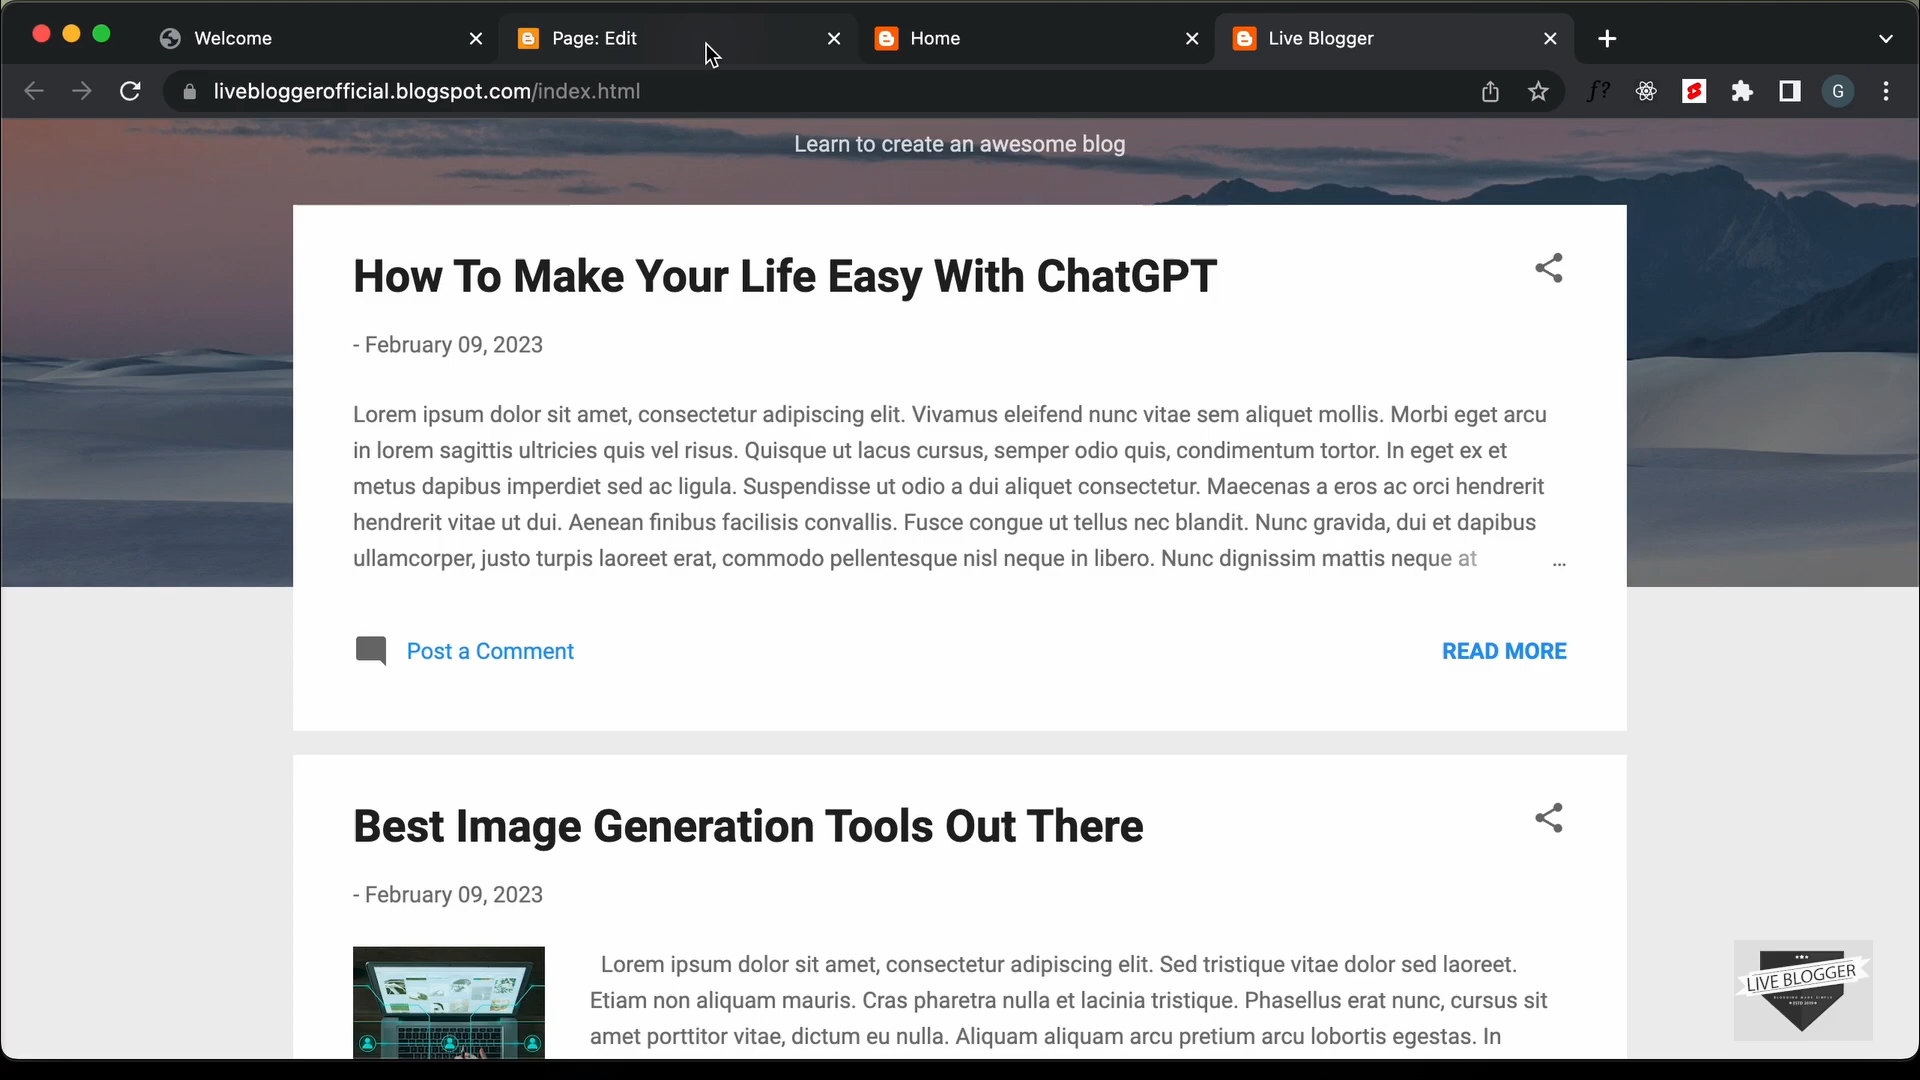 Welcome
Page: Edit
Home
Live Blogger
livebloggerofficial.blogspot.com/index.html
f?
G
Learn to create an awesome blog
How To Make Your Life Easy With ChatGPT
- February 09, 2023
Lorem ipsum dolor sit amet, consectetur adipiscing elit. Vivamus eleifend nunc vitae sem aliquet mollis. Morbi eget arcu
in lorem sagittis ultricies quis vel risus. Quisque ut lacus cursus, semper odio quis, condimentum tortor. In eget ex et
metus dapibus imperdiet sed ac ligula. Suspendisse ut odio a dui aliquet consectetur. Maecenas a eros ac orci hendrerit
hendrerit vitae ut dui. Aenean finibus facilisis convallis. Fusce congue ut tellus nec blandit. Nunc gravida, dui et dapibus
ullamcorper, justo turpis laoreet erat, commodo pellentesque nisl neque in libero. Nunc dignissim mattis neque at ...
Post a Comment
READ MORE
Best Image Generation Tools Out There
- February 09, 2023
Lorem ipsum dolor sit amet, consectetur adipiscing elit. Sed tristique vitae dolor sed laoreet.
Etiam non aliquam mauris. Cras pharetra nulla et lacinia tristique. Phasellus erat nunc, cursus sit
amet porttitor vitae, dictum eu nulla. Aliquam aliquam arcu pretium arcu lobortis egestas. In
LIVE BLOGGER